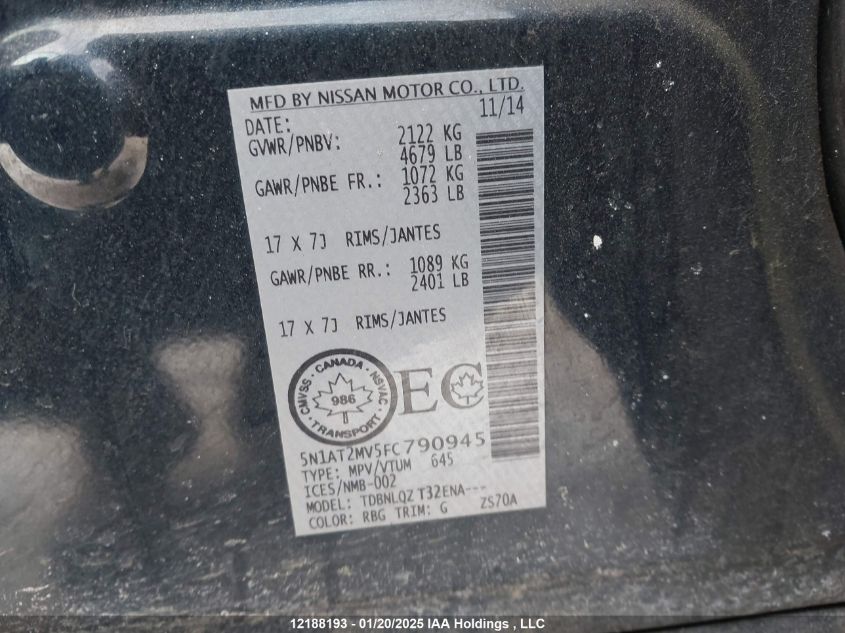 MFD BY NISSAN MOTOR CO., LTD.
DATE: 11/14
GVWR/PNBV: 2122 KG
4679 LB
GAWR/PNBE FR.: 1072 KG
2363 LB
17 X 7J RIMS/JANTES
GAWR/PNBE RR.: 1089 KG
2401 LB
17 X 7J RIMS/JANTES
CANADA · NSVAC · TRANSPORT · CMVSS ·
986
EC
5N1AT2MV5FC790945
TYPE: MPV/VTUM 645
ICES/NMB-002
MODEL: TDBNLQZ T32ENA---
COLOR: RBG TRIM: G ZS70A
12188193 - 01/20/2025 IAA Holdings , LLC